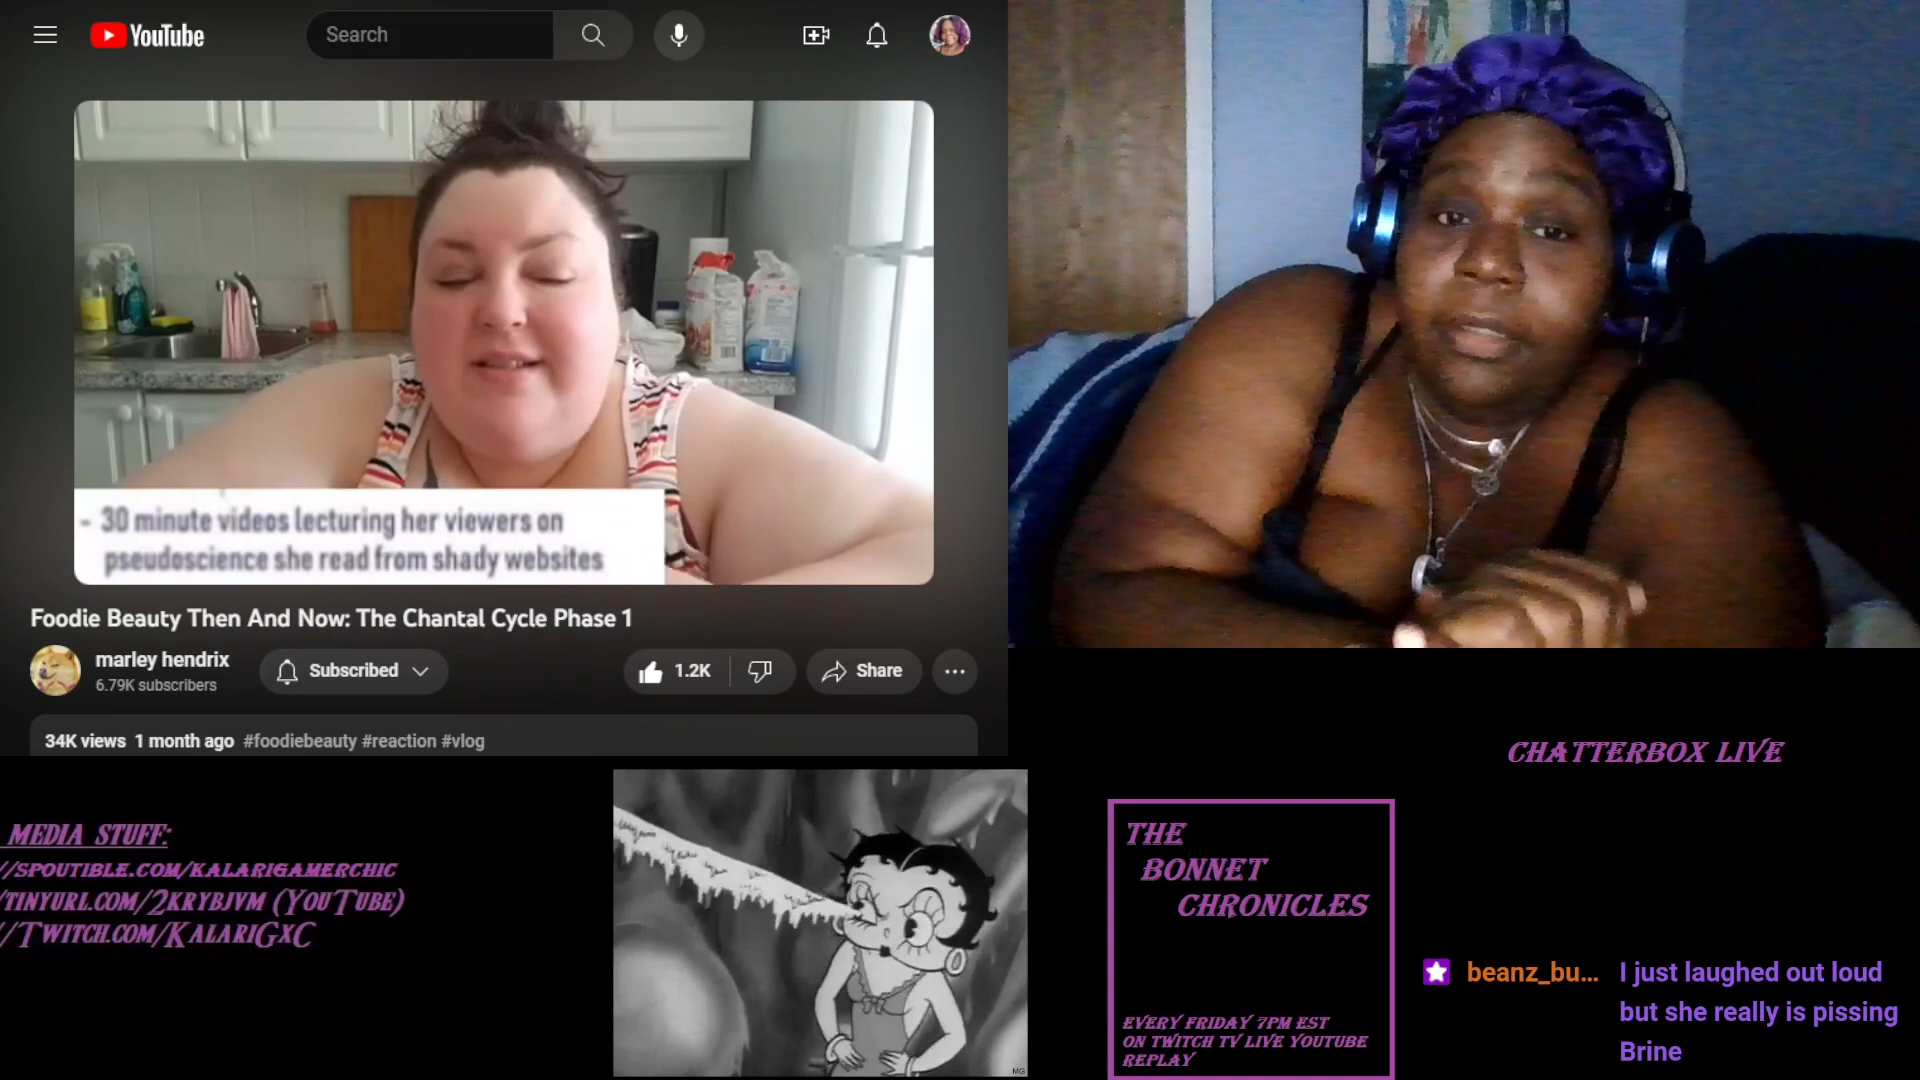 YouTube
Search
- 30 minute videos lecturing her viewers on
pseudoscience she read from shady websites
Foodie Beauty Then And Now: The Chantal Cycle Phase 1
marley hendrix
6.79K subscribers
Subscribed
1.2K
Share
34K views 1 month ago #foodiebeauty #reaction #vlog
MEDIA STUFF:
//SPOUTIBLE.COM/KALARIGAMERCHIC
/TINYURL.COM/2KRYBJVM (YOUTUBE)
//TWITCH.COM/KALARIGXC
MG
CHATTERBOX LIVE
THE
BONNET
CHRONICLES
EVERY FRIDAY 7PM EST
ON TWITCH TV LIVE YOUTUBE
REPLAY
beanz_bu... I just laughed out loud
but she really is pissing
Brine